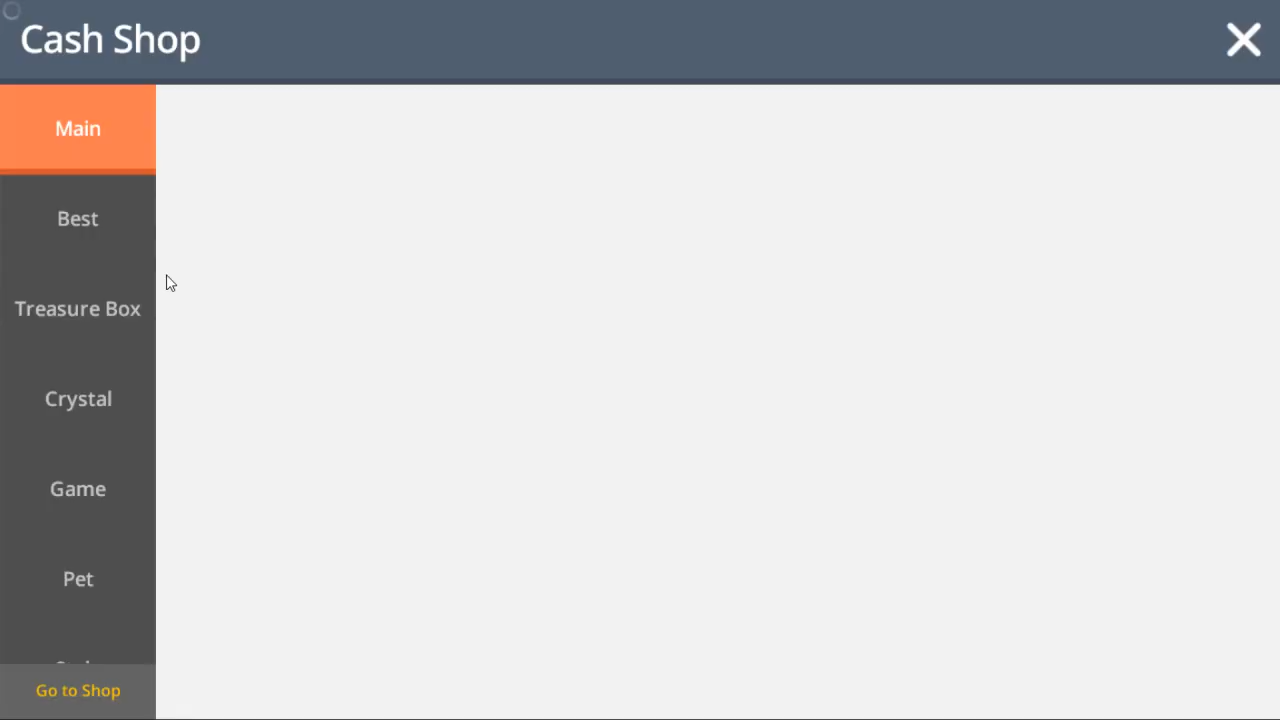 Cash Shop
Main
Best
Treasure Box
Crystal
Game
Pet
Go to Shop